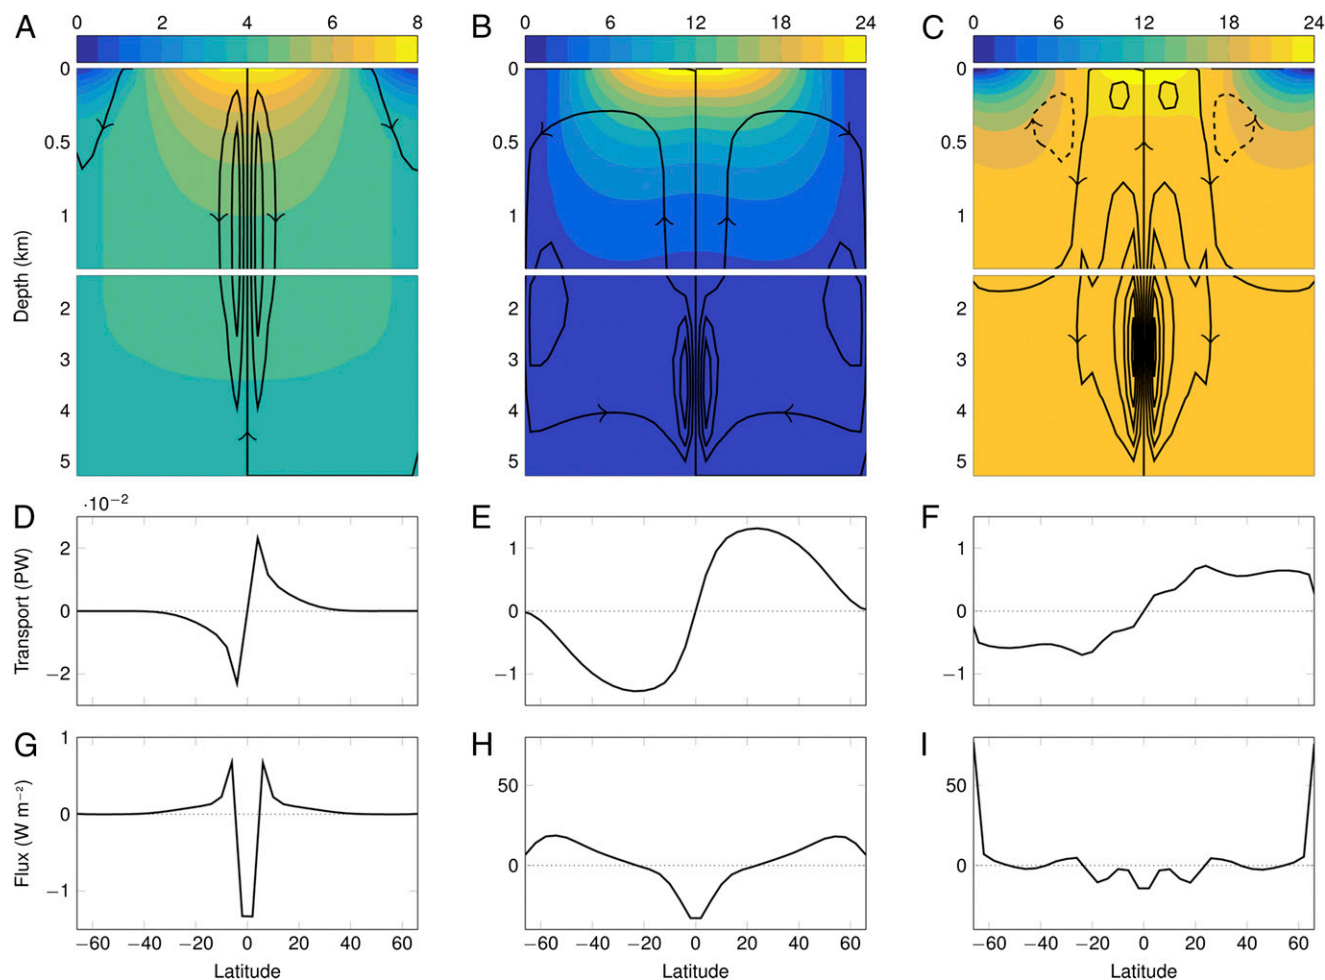 A 0 2 4 6 8 B 0 6 12 18 24 C 0 6 12 18 24
0 0 0
0.5 0.5 0.5
1 1 1
Depth (km)
2 2 2
3 3 3
4 4 4
5 5 5
·10−2
D E F
2 1 1
Transport (PW)
0 0 0
−2 −1 −1
G 1 H I
50 50
Flux (W m−2)
0 0 0
−1
−60 −40 −20 0 20 40 60 −60 −40 −20 0 20 40 60 −60 −40 −20 0 20 40 60
Latitude Latitude Latitude